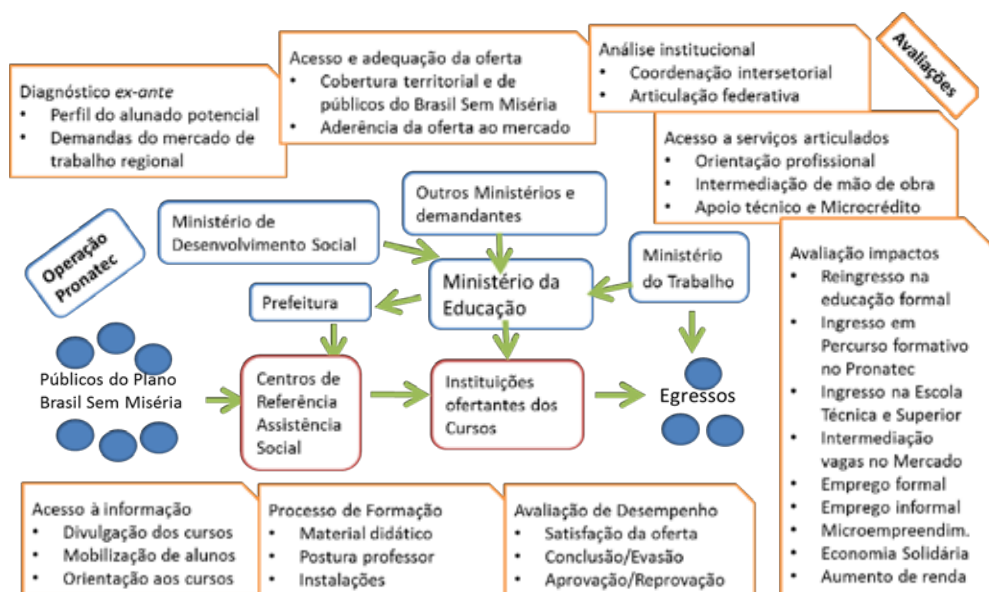 Avaliações
Diagnóstico ex-ante
• Perfil do alunado potencial
• Demandas do mercado de
trabalho regional
Acesso e adequação da oferta
• Cobertura territorial e de
públicos do Brasil Sem Miséria
• Aderência da oferta ao mercado
Análise institucional
• Coordenação intersetorial
• Articulação federativa
Acesso a serviços articulados
• Orientação profissional
• Intermediação de mão de obra
• Apoio técnico e Microcrédito
Operação
Pronatec
Ministério de
Desenvolvimento Social
Outros Ministérios e
demandantes
Ministério
do Trabalho
Prefeitura
Ministério da
Educação
Públicos do Plano
Brasil Sem Miséria
Centros de
Referência
Assistência
Social
Instituições
ofertantes dos
Cursos
Egressos
Avaliação impactos
• Reingresso na
educação formal
• Ingresso em
Percurso formativo
no Pronatec
• Ingresso na Escola
Técnica e Superior
• Intermediação
vagas no Mercado
• Emprego formal
• Emprego informal
• Microempreendim.
• Economia Solidária
• Aumento de renda
Acesso à informação
• Divulgação dos cursos
• Mobilização de alunos
• Orientação aos cursos
Processo de Formação
• Material didático
• Postura professor
• Instalações
Avaliação de Desempenho
• Satisfação da oferta
• Conclusão/Evasão
• Aprovação/Reprovação